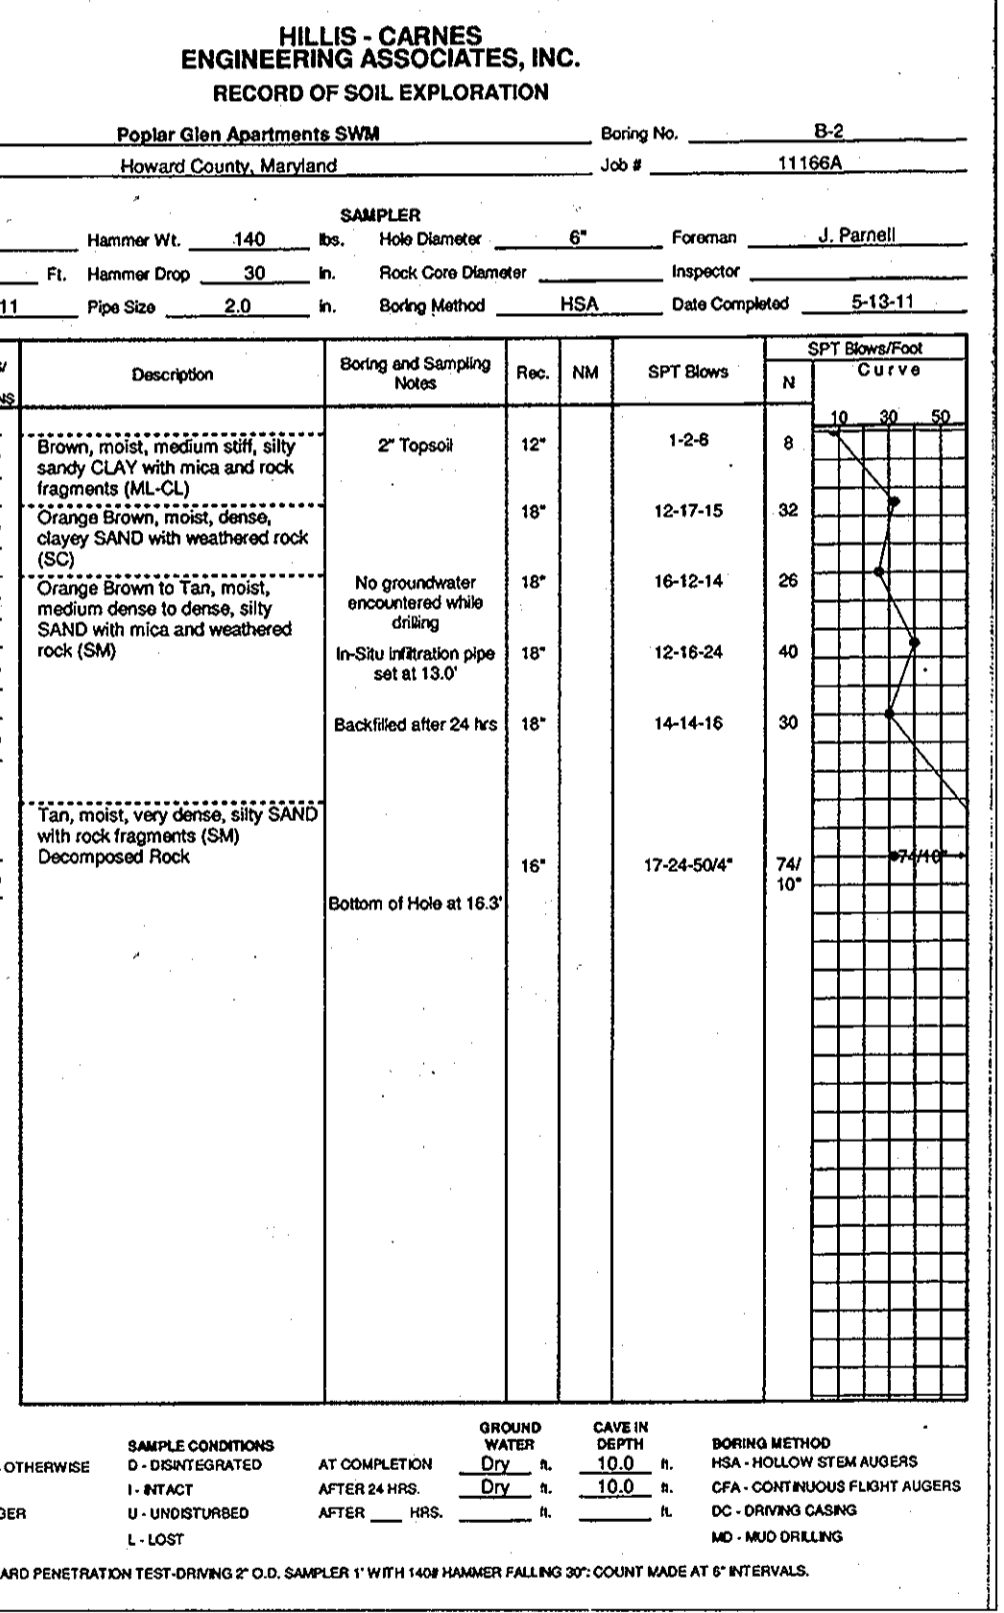 HILLIS - CARNES
ENGINEERING ASSOCIATES, INC.
RECORD OF SOIL EXPLORATION
Poplar Glen Apartments SWM Boring No. B-2
Howard County, Maryland Job # 11166A
SAMPLER
Hammer Wt. 140 lbs. Hole Diameter 6" Foreman J. Parnell
Ft. Hammer Drop 30 in. Rock Core Diameter Inspector
11 Pipe Size 2.0 in. Boring Method HSA Date Completed 5-13-11
Description
Boring and Sampling
Notes
Rec.
NM
SPT Blows
SPT Blows/Foot
N
Curve
10 30 50
Brown, moist, medium stiff, silty
sandy CLAY with mica and rock
fragments (ML-CL)
2" Topsoil
12"
1-2-6
8
Orange Brown, moist, dense,
clayey SAND with weathered rock
(SC)
18"
12-17-15
32
Orange Brown to Tan, moist,
medium dense to dense, silty
SAND with mica and weathered
rock (SM)
No groundwater
encountered while
drilling
18"
16-12-14
26
In-Situ infiltration pipe
set at 13.0'
18"
12-16-24
40
Backfilled after 24 hrs
18"
14-14-16
30
Tan, moist, very dense, silty SAND
with rock fragments (SM)
Decomposed Rock
16"
17-24-50/4"
74/
10"
74/10"
Bottom of Hole at 16.3'
OTHERWISE
GER
SAMPLE CONDITIONS
D - DISINTEGRATED
I - INTACT
U - UNDISTURBED
L - LOST
GROUND
WATER
CAVE IN
DEPTH
AT COMPLETION Dry ft. 10.0 ft.
AFTER 24 HRS. Dry ft. 10.0 ft.
AFTER HRS. ft. ft.
BORING METHOD
HSA - HOLLOW STEM AUGERS
CFA - CONTINUOUS FLIGHT AUGERS
DC - DRIVING CASING
MD - MUD DRILLING
ARD PENETRATION TEST-DRIVING 2" O.D. SAMPLER 1' WITH 140# HAMMER FALLING 30": COUNT MADE AT 6" INTERVALS.